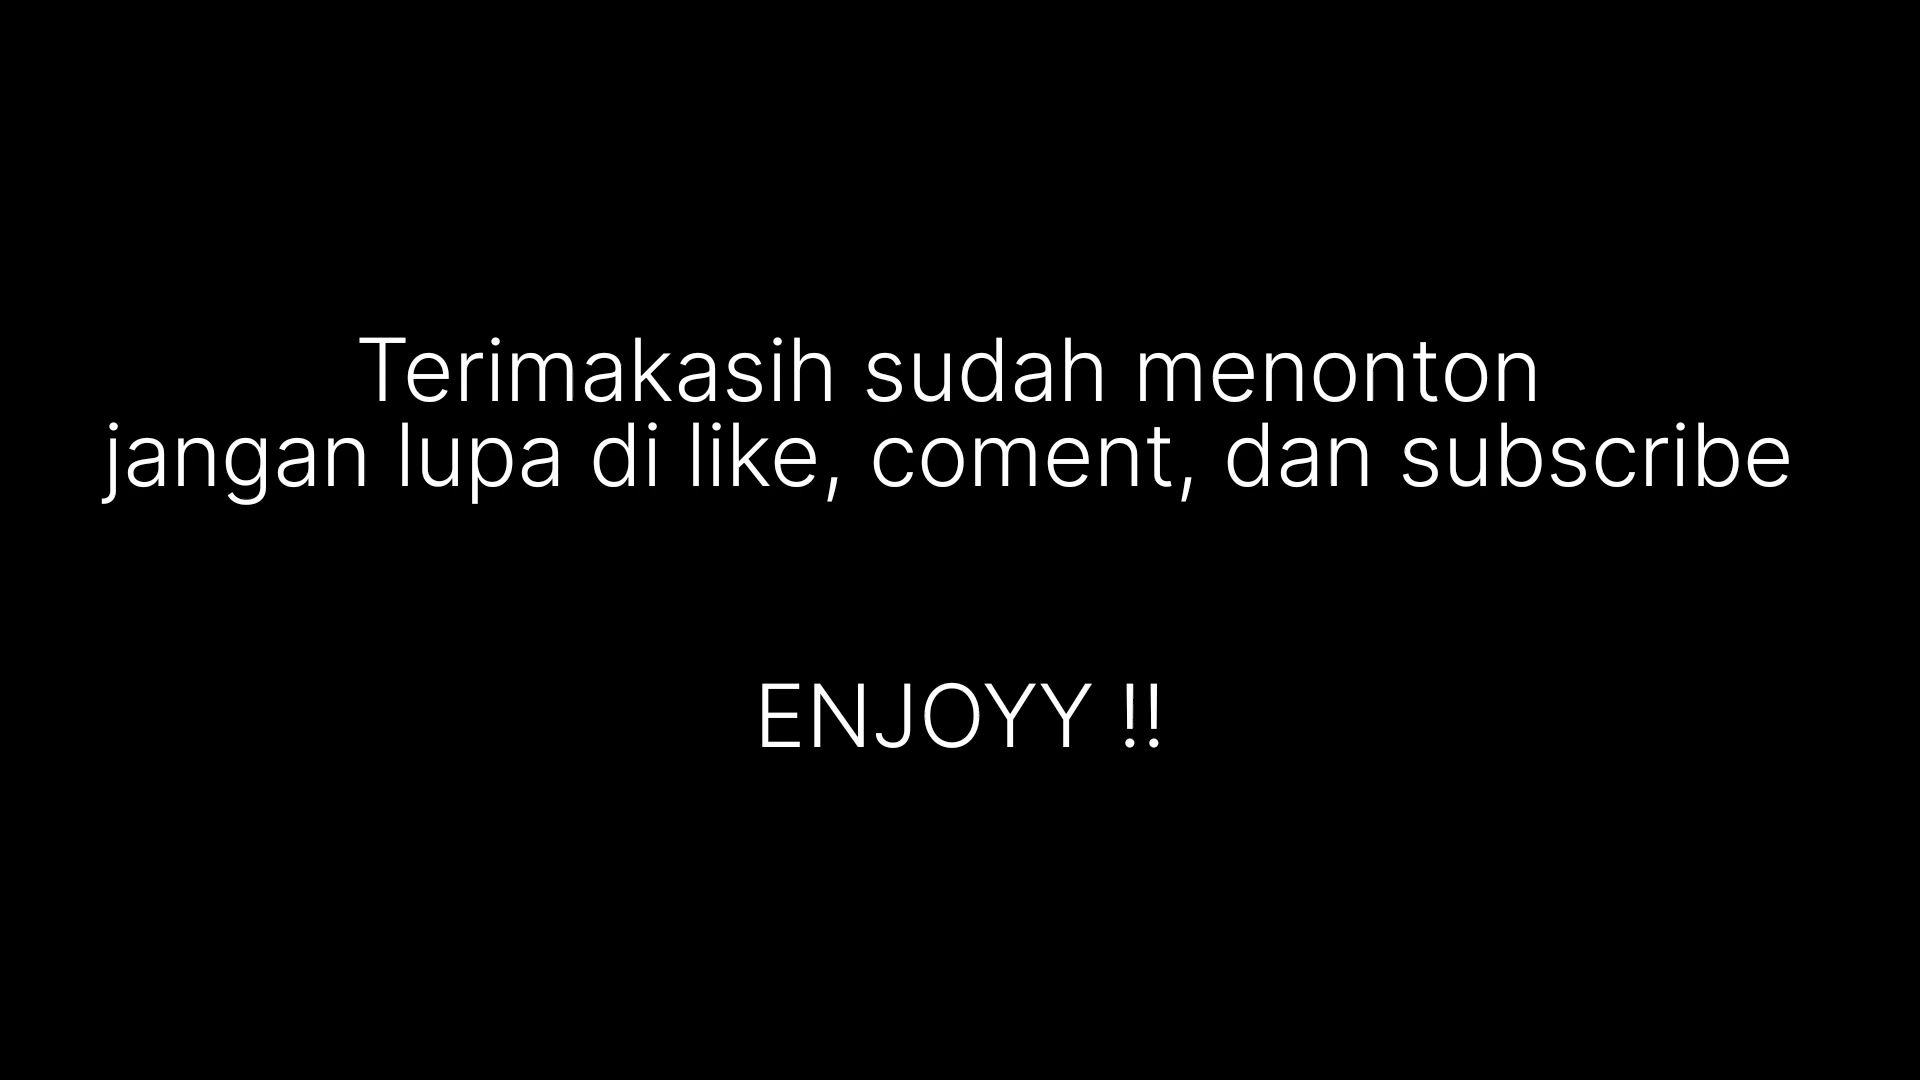 Terimakasih sudah menonton
jangan lupa di like, coment, dan subscribe
ENJOYY !!